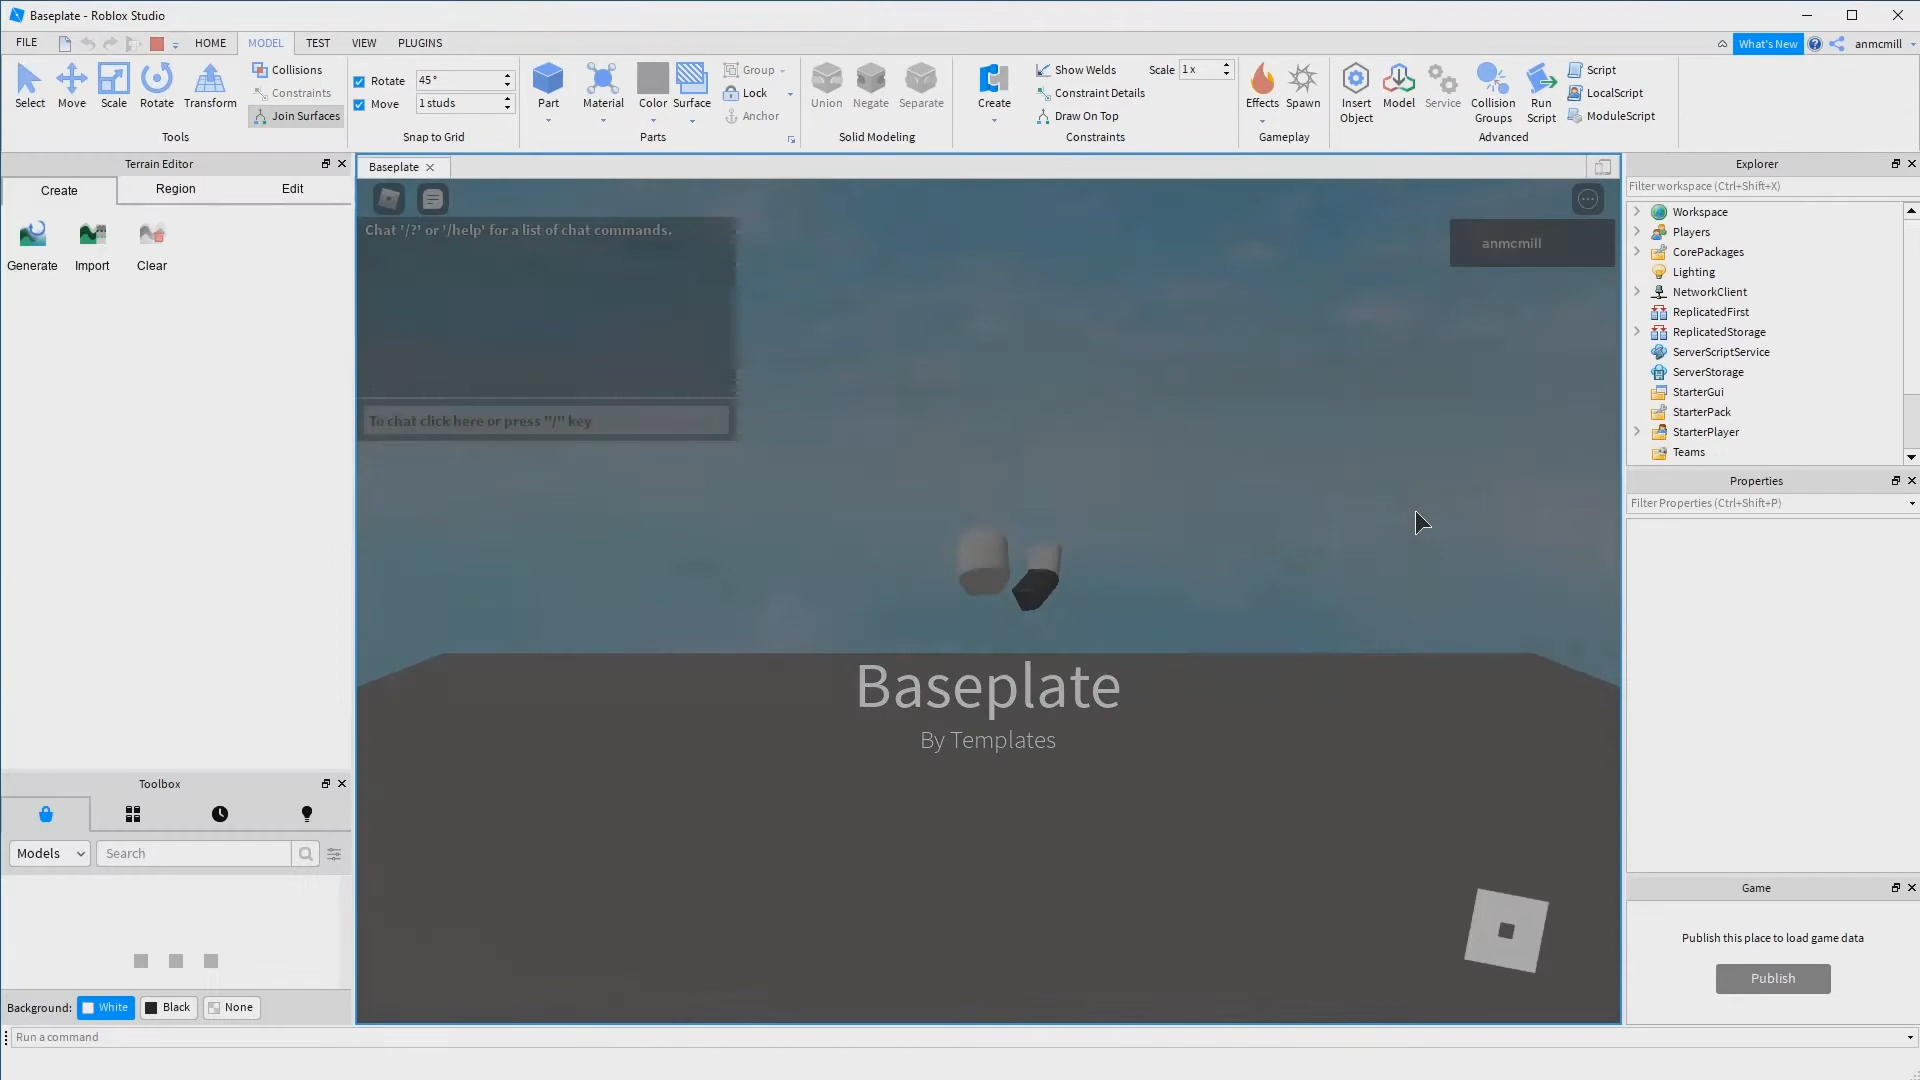 Baseplate - Roblox Studio
FILE HOME MODEL TEST VIEW PLUGINS What's New anmcmill
Select Move Scale Rotate Transform Collisions Constraints Join Surfaces
Tools
Rotate 45°
Move 1 studs
Snap to Grid
Part Material Color Surface Group Lock Anchor
Parts
Union Negate Separate
Solid Modeling
Create Show Welds Scale 1 x
Constraint Details
Draw On Top
Constraints
Effects Spawn
Gameplay
Insert Object Model Service Collision Groups Run Script Script
LocalScript
ModuleScript
Advanced
Terrain Editor
Create Region Edit
Generate Import Clear
Toolbox
Models Search
Background: White Black None
Baseplate
Chat '/?' or '/help' for a list of chat commands.
To chat click here or press "/" key
anmcmill
Baseplate
By Templates
Explorer
Filter workspace (Ctrl+Shift+X)
Workspace
Players
CorePackages
Lighting
NetworkClient
ReplicatedFirst
ReplicatedStorage
ServerScriptService
ServerStorage
StarterGui
StarterPack
StarterPlayer
Teams
Properties
Filter Properties (Ctrl+Shift+P)
Game
Publish this place to load game data
Publish
Run a command